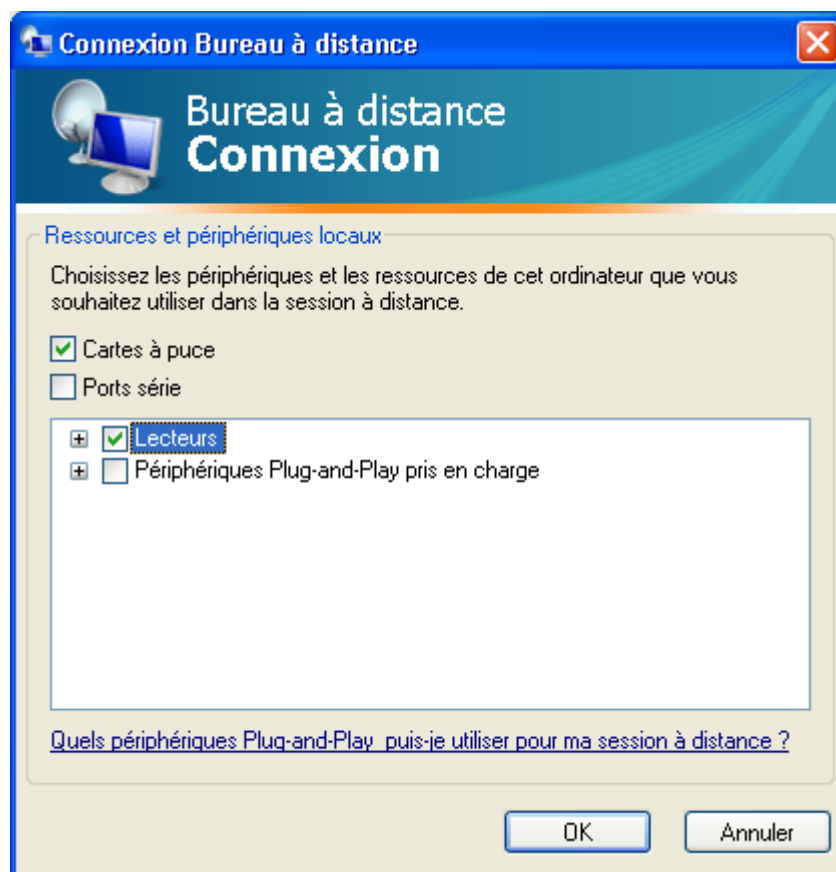 Connexion Bureau à distance
Bureau à distance
Connexion
Ressources et périphériques locaux
Choisissez les périphériques et les ressources de cet ordinateur que vous
souhaitez utiliser dans la session à distance.
Cartes à puce
Ports série
Lecteurs
Périphériques Plug-and-Play pris en charge
Quels périphériques Plug-and-Play puis-je utiliser pour ma session à distance ?
OK Annuler